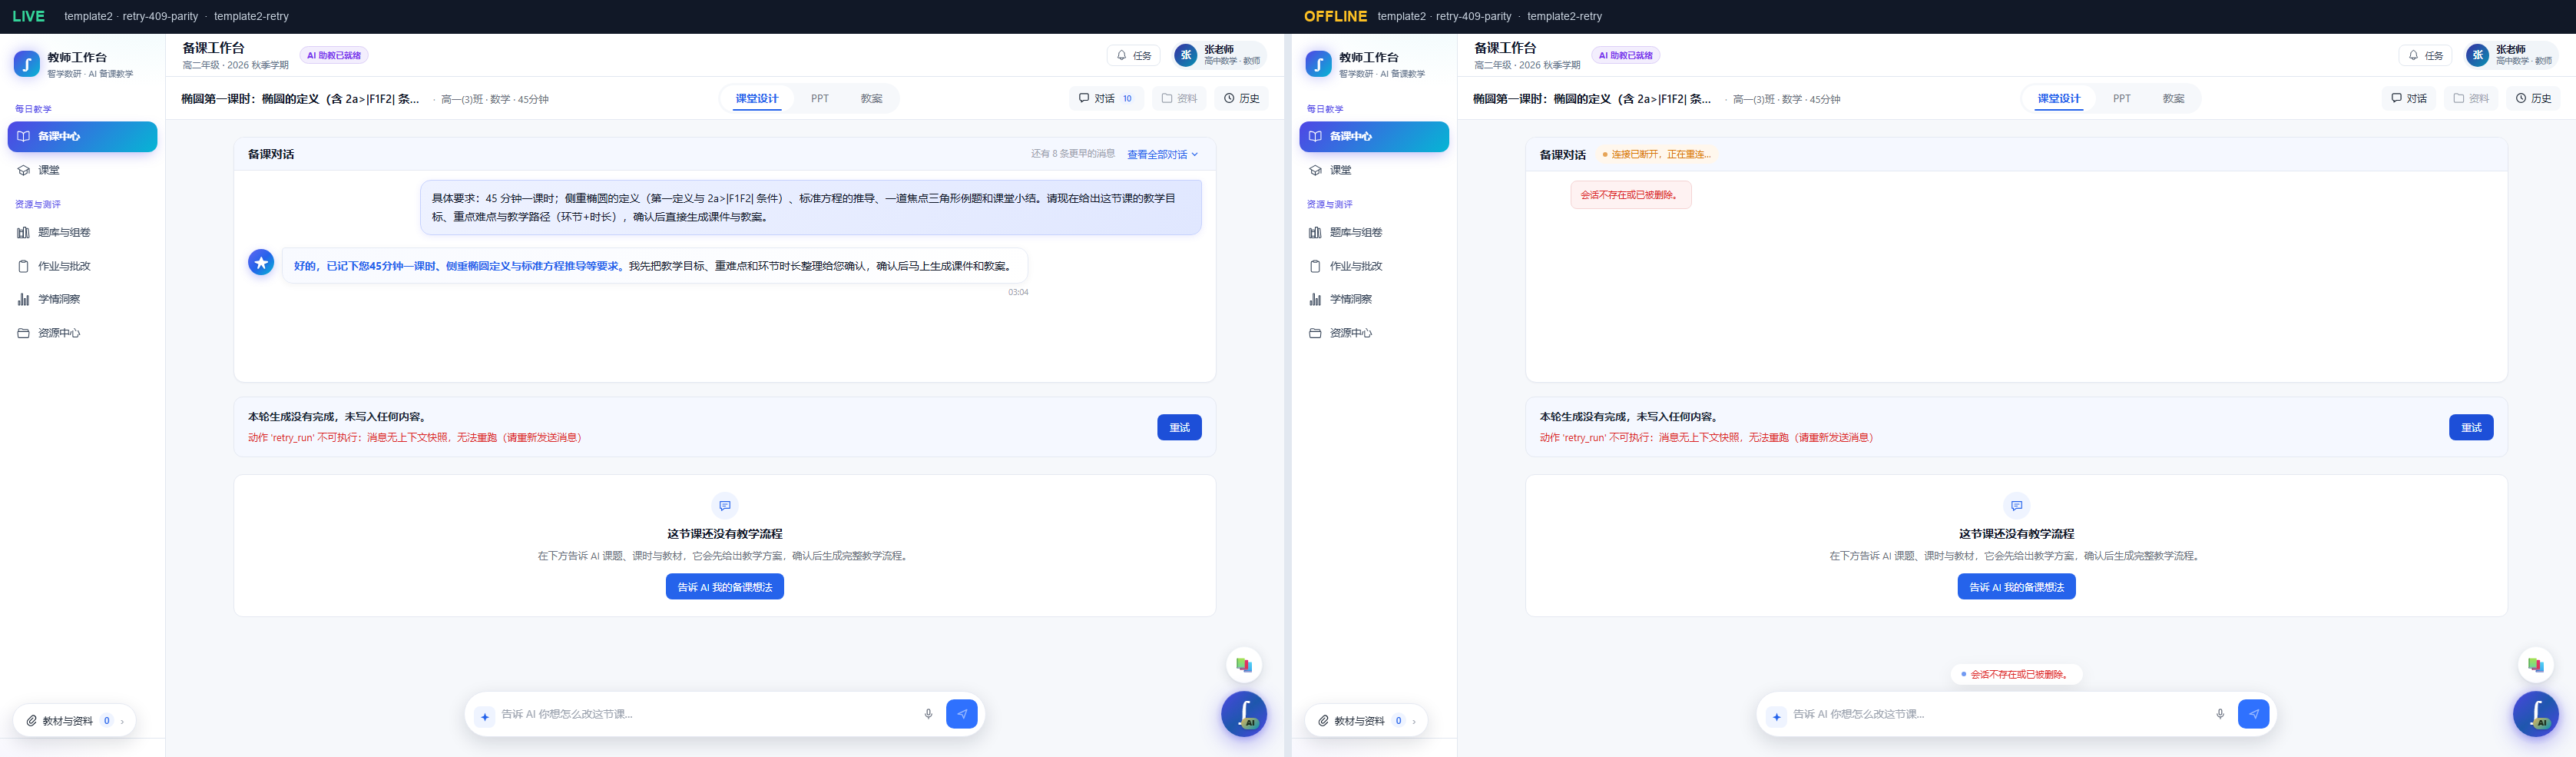 LIVE template2 · retry-409-parity · template2-retry
教师工作台
智学数研 · AI 备课教学
每日教学
备课中心
课堂
资源与测评
题库与组卷
作业与批改
学情洞察
资源中心
教材与资料 0 ›
备课工作台
高二年级 · 2026 秋季学期
AI 助教已就绪
任务
张
张老师
高中数学 · 教师
椭圆第一课时：椭圆的定义（含 2a>|F1F2| 条... · 高一(3)班 · 数学 · 45分钟
课堂设计 PPT 教案
对话 10 资料 历史
备课对话
还有 8 条更早的消息 查看全部对话
具体要求：45 分钟一课时；侧重椭圆的定义（第一定义与 2a>|F1F2| 条件）、标准方程的推导、一道焦点三角形例题和课堂小结。请现在给出这节课的教学目
标、重点难点与教学路径（环节+时长），确认后直接生成课件与教案。
好的，已记下您45分钟一课时、侧重椭圆定义与标准方程推导等要求。我先把教学目标、重难点和环节时长整理给您确认，确认后马上生成课件和教案。
03:04
本轮生成没有完成，未写入任何内容。
动作 'retry_run' 不可执行：消息无上下文快照，无法重跑（请重新发送消息）
重试
这节课还没有教学流程
在下方告诉 AI 课题、课时与教材，它会先给出教学方案，确认后生成完整教学流程。
告诉 AI 我的备课想法
告诉 AI 你想怎么改这节课...
AI
OFFLINE template2 · retry-409-parity · template2-retry
教师工作台
智学数研 · AI 备课教学
每日教学
备课中心
课堂
资源与测评
题库与组卷
作业与批改
学情洞察
资源中心
教材与资料 0 ›
备课工作台
高二年级 · 2026 秋季学期
AI 助教已就绪
任务
张
张老师
高中数学 · 教师
椭圆第一课时：椭圆的定义（含 2a>|F1F2| 条... · 高一(3)班 · 数学 · 45分钟
课堂设计 PPT 教案
对话 资料 历史
备课对话
连接已断开，正在重连...
会话不存在或已被删除。
本轮生成没有完成，未写入任何内容。
动作 'retry_run' 不可执行：消息无上下文快照，无法重跑（请重新发送消息）
重试
这节课还没有教学流程
在下方告诉 AI 课题、课时与教材，它会先给出教学方案，确认后生成完整教学流程。
告诉 AI 我的备课想法
会话不存在或已被删除。
告诉 AI 你想怎么改这节课...
AI